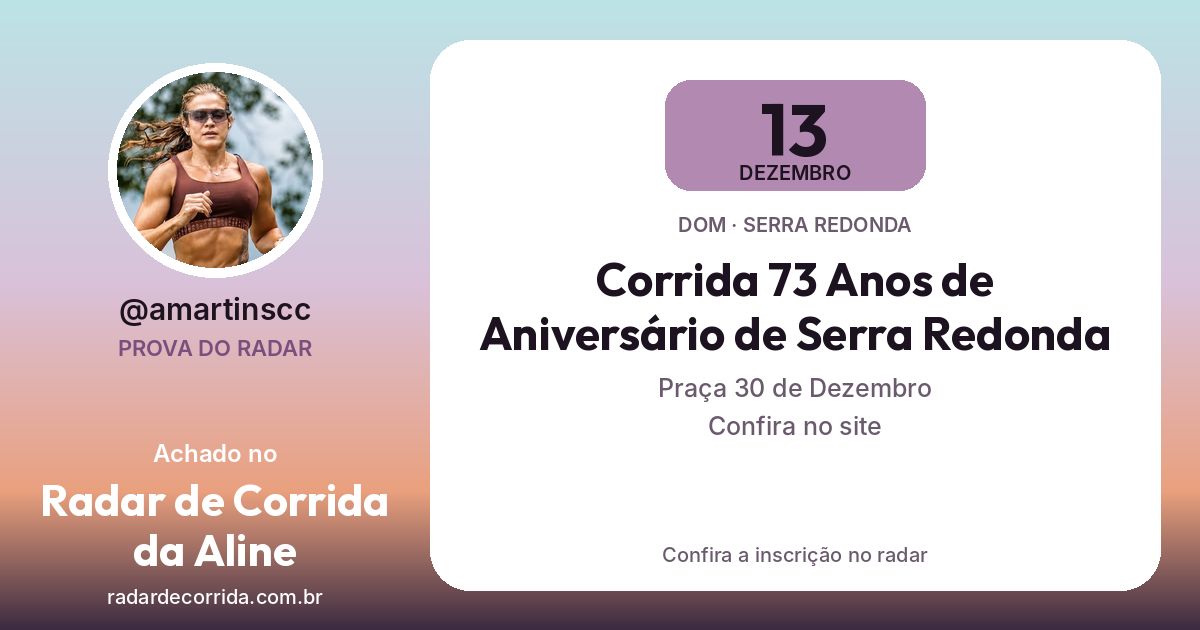 @amartinscc
PROVA DO RADAR
Achado no
Radar de Corrida
da Aline
radardecorrida.com.br
13
DEZEMBRO
DOM · SERRA REDONDA
Corrida 73 Anos de
Aniversário de Serra Redonda
Praça 30 de Dezembro
Confira no site
Confira a inscrição no radar